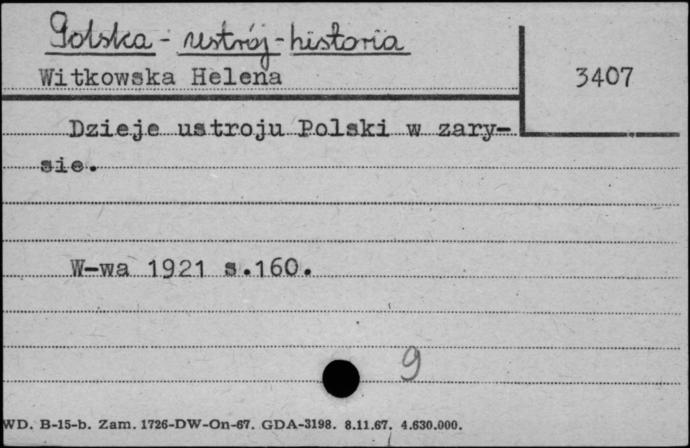 Polska - ustrój - historia
Witkowska Helena
3407
Dzieje ustroju Polski w zary-
sie.
W-wa 1921 s.160.
9
WD. B-15-b. Zam. 1726-DW-On-67. GDA-3198. 8.11.67. 4.630.000.